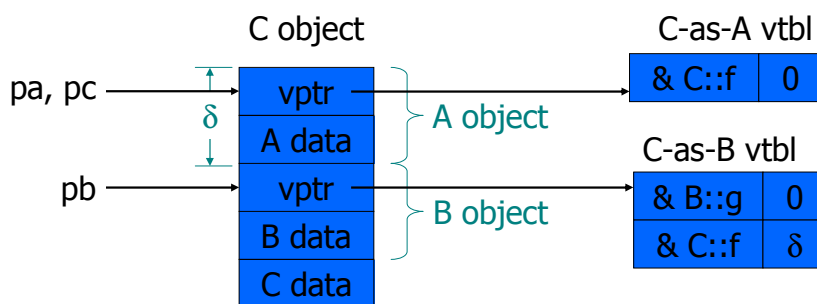 C object
C-as-A vtbl
pa, pc
δ
vptr
A data
A object
& C::f 0
C-as-B vtbl
pb
vptr
B data
C data
B object
& B::g 0
& C::f δ